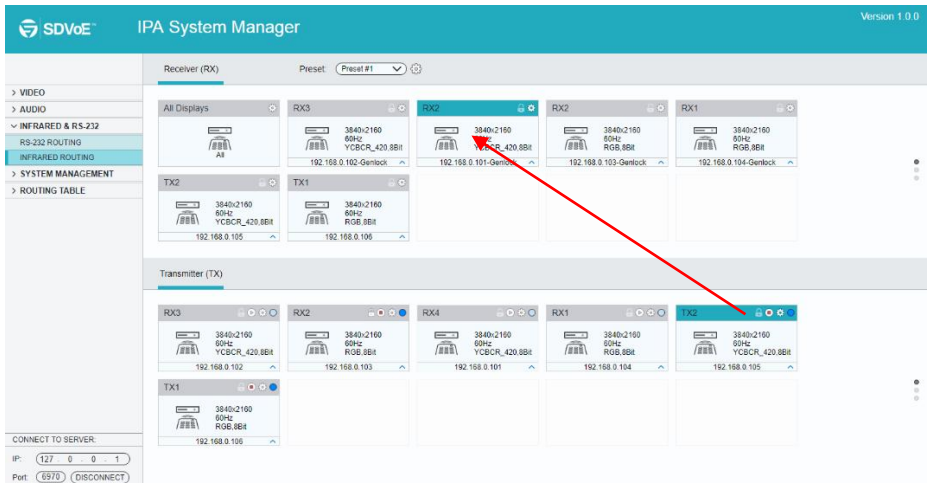 SDVoE™ IPA System Manager Version 1.0.0
Receiver (RX) Preset: Preset #1
> VIDEO
> AUDIO
INFRARED & RS-232
RS-232 ROUTING
INFRARED ROUTING
> SYSTEM MANAGEMENT
> ROUTING TABLE
All Displays
All
RX3
3840x2160
60Hz
YCBCR_420,8Bit
192.168.0.102-Genlock
RX2
3840x2160
60Hz
YCBCR_420,8Bit
192.168.0.101-Genlock
RX2
3840x2160
60Hz
RGB,8Bit
192.168.0.103-Genlock
RX1
3840x2160
60Hz
RGB,8Bit
192.168.0.104-Genlock
TX2
3840x2160
60Hz
YCBCR_420,8Bit
192.168.0.105
TX1
3840x2160
60Hz
RGB,8Bit
192.168.0.106
Transmitter (TX)
RX3
3840x2160
60Hz
YCBCR_420,8Bit
192.168.0.102
RX2
3840x2160
60Hz
RGB,8Bit
192.168.0.103
RX4
3840x2160
60Hz
YCBCR_420,8Bit
192.168.0.101
RX1
3840x2160
60Hz
RGB,8Bit
192.168.0.104
TX2
3840x2160
60Hz
YCBCR_420,8Bit
192.168.0.105
TX1
3840x2160
60Hz
RGB,8Bit
192.168.0.106
CONNECT TO SERVER:
IP: 127 . 0 . 0 . 1
Port: 6970 DISCONNECT